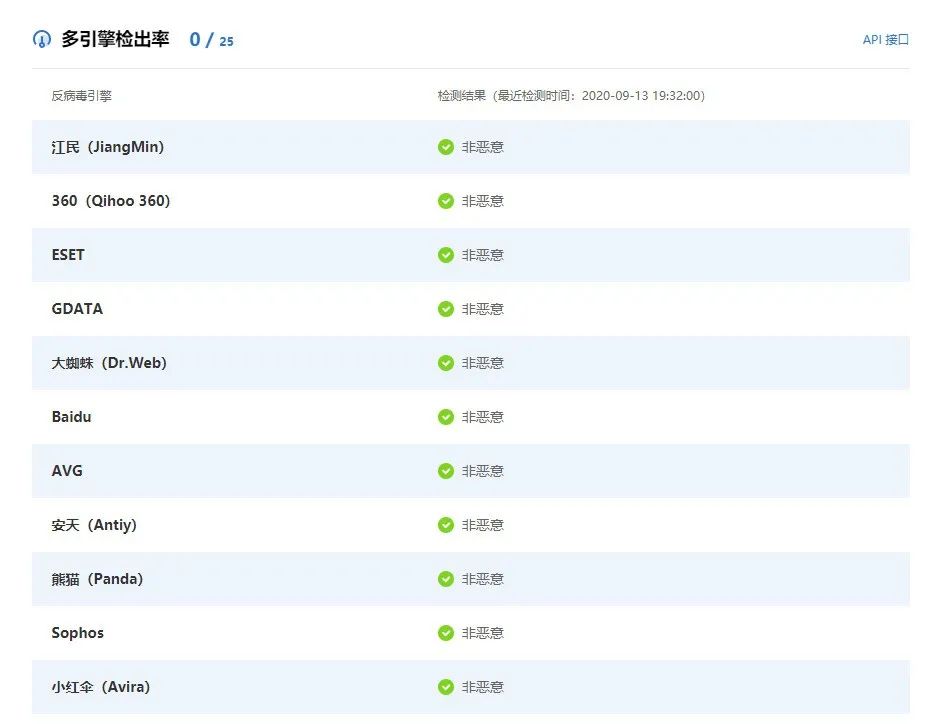 多引擎检出率 0 / 25 API 接口
反病毒引擎 检测结果（最近检测时间：2020-09-13 19:32:00）
江民（JiangMin） 非恶意
360（Qihoo 360） 非恶意
ESET 非恶意
GDATA 非恶意
大蜘蛛（Dr.Web） 非恶意
Baidu 非恶意
AVG 非恶意
安天（Antiy） 非恶意
熊猫（Panda） 非恶意
Sophos 非恶意
小红伞（Avira） 非恶意